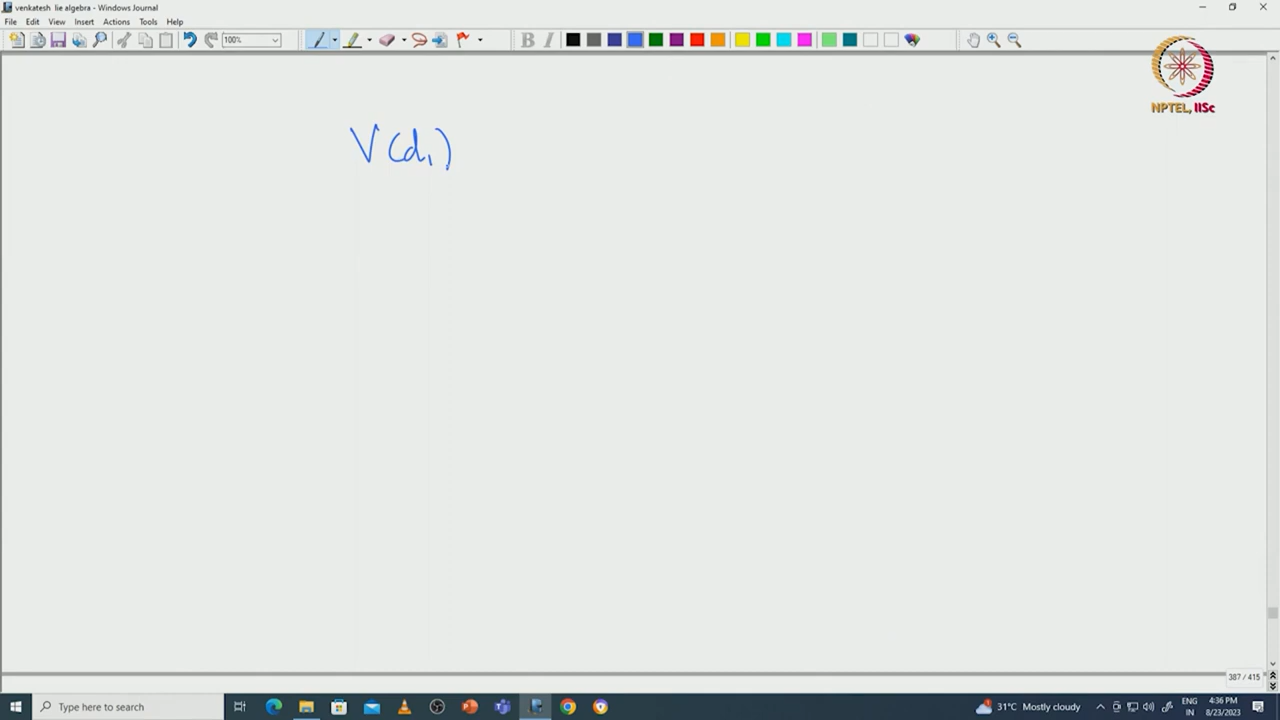 venkatesh lie algebra - Windows Journal
File Edit View Insert Actions Tools Help
100%
B I
NPTEL, IISc
V(d₁)
387 / 415
Type here to search
31°C Mostly cloudy
ENG
IN
4:36 PM
8/23/2023